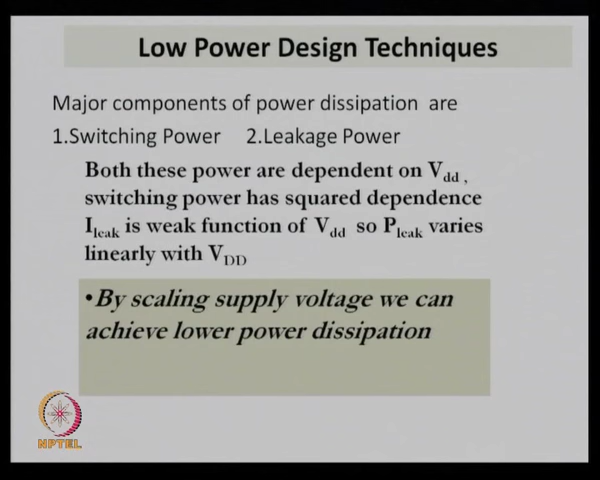 Low Power Design Techniques
Major components of power dissipation are
1.Switching Power 2.Leakage Power
Both these power are dependent on Vdd ,
switching power has squared dependence
Ileak is weak function of Vdd so Pleak varies
linearly with VDD
•By scaling supply voltage we can
achieve lower power dissipation
NPTEL